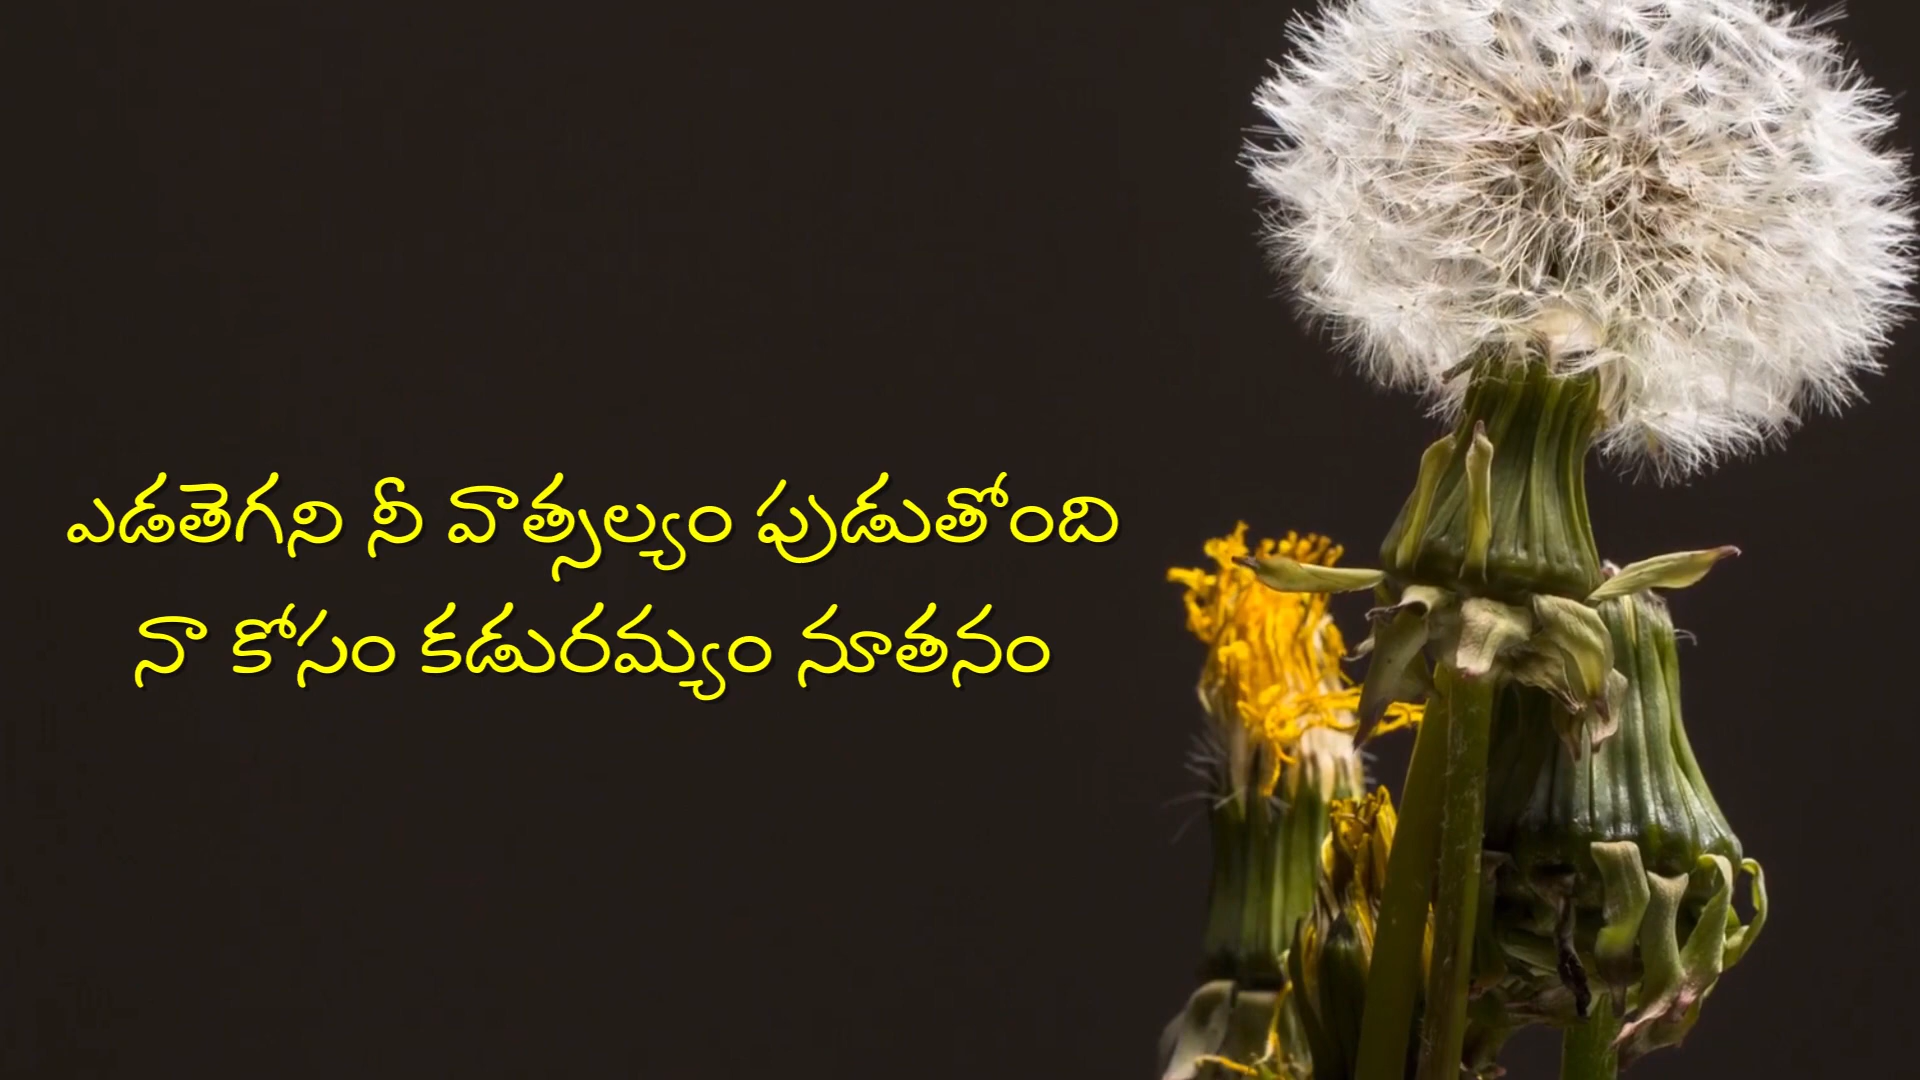 ఎడతెగని నీ వాత్సల్యం పుడుతోంది
నా కోసం కడురమ్యం నూతనం